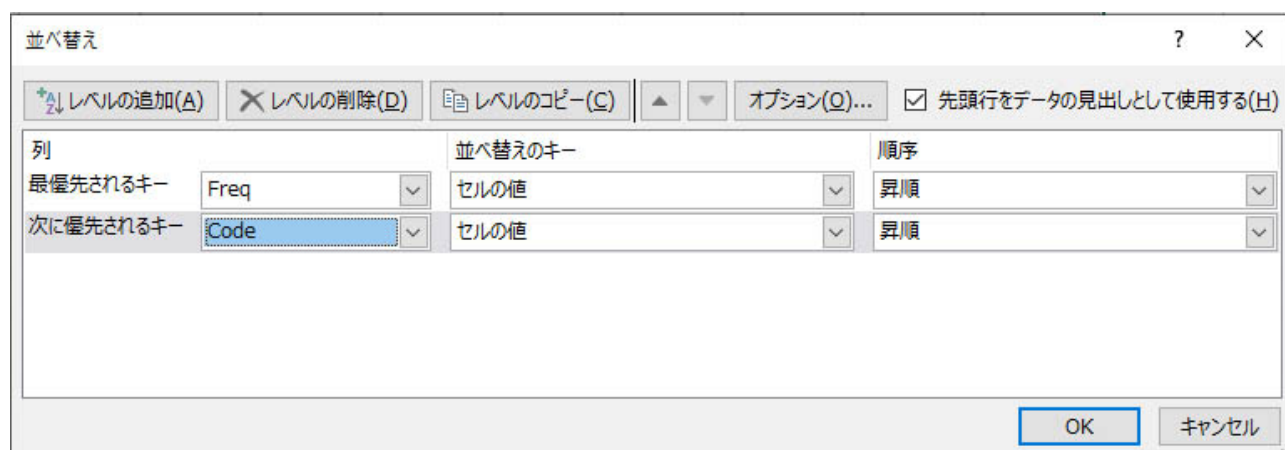 並べ替え ?
レベルの追加(A) レベルの削除(D) レベルのコピー(C) オプション(O)... 先頭行をデータの見出しとして使用する(H)
列 並べ替えのキー 順序
最優先されるキー Freq セルの値 昇順
次に優先されるキー Code セルの値 昇順
OK キャンセル